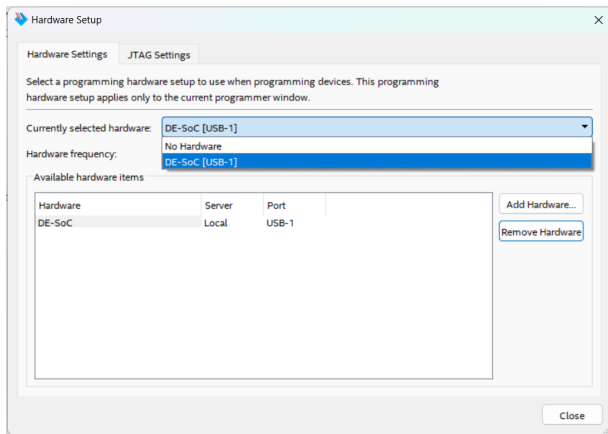 Hardware Setup
Hardware Settings
JTAG Settings
Select a programming hardware setup to use when programming devices. This programming
hardware setup applies only to the current programmer window.
Currently selected hardware:
DE-SoC [USB-1]
No Hardware
Hardware frequency:
DE-SoC [USB-1]
Available hardware items
Hardware Server Port
DE-SoC Local USB-1
Add Hardware...
Remove Hardware
Close